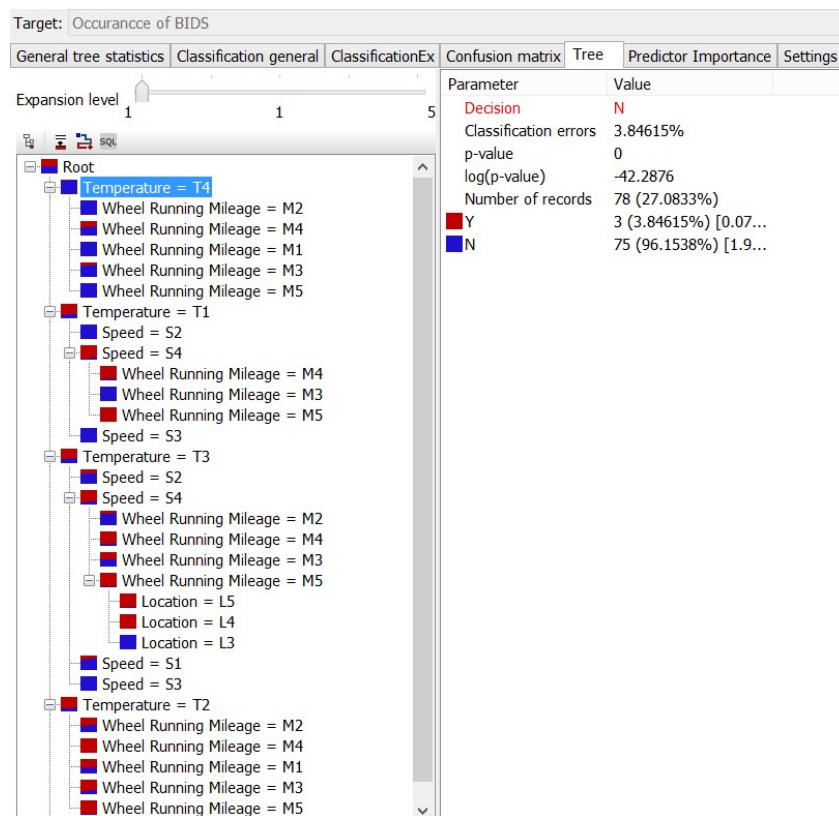 Target: Occurancce of BIDS
General tree statistics Classification general ClassificationEx Confusion matrix Tree Predictor Importance Settings
Expansion level
1 1 5
SQL
Root
Temperature = T4
Wheel Running Mileage = M2
Wheel Running Mileage = M4
Wheel Running Mileage = M1
Wheel Running Mileage = M3
Wheel Running Mileage = M5
Temperature = T1
Speed = S2
Speed = S4
Wheel Running Mileage = M4
Wheel Running Mileage = M3
Wheel Running Mileage = M5
Speed = S3
Temperature = T3
Speed = S2
Speed = S4
Wheel Running Mileage = M2
Wheel Running Mileage = M4
Wheel Running Mileage = M3
Wheel Running Mileage = M5
Location = L5
Location = L4
Location = L3
Speed = S1
Speed = S3
Temperature = T2
Wheel Running Mileage = M2
Wheel Running Mileage = M4
Wheel Running Mileage = M1
Wheel Running Mileage = M3
Wheel Running Mileage = M5
Parameter Value
Decision N
Classification errors 3.84615%
p-value 0
log(p-value) -42.2876
Number of records 78 (27.0833%)
Y 3 (3.84615%) [0.07...
N 75 (96.1538%) [1.9...